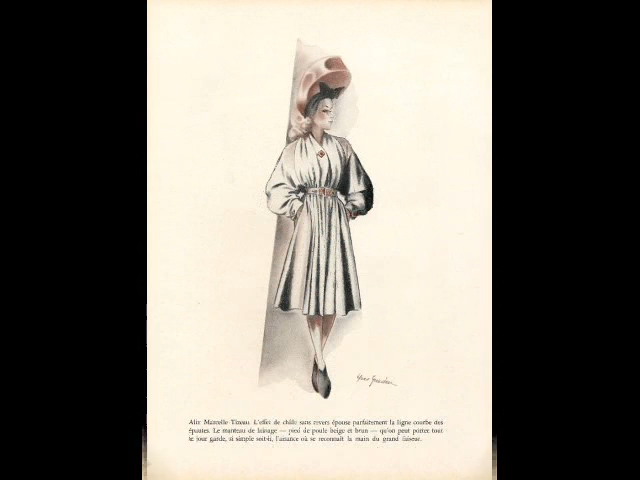 Alix Marcelle Tizeau L'effet de châle sans revers épouse parfaitement la ligne courbe des
épaules. Le manteau de lainage — pied de poule beige et brun — qu'on peut porter tout
le jour garde, si simple soit-il, l'aisance où se reconnaît la main du grand faiseur.